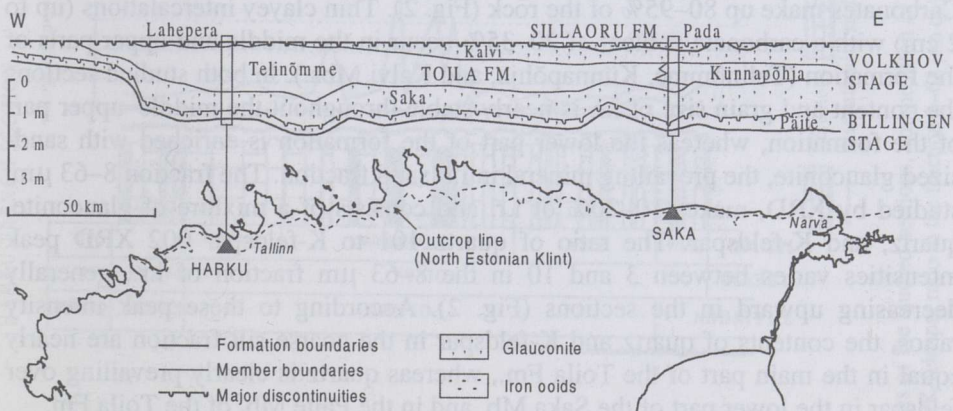 W
E
Lahepera
SILLAORU FM.
Pada
Kalvi
VOLKHOV
STAGE
Telinõmme
TOILA FM.
Künnapõhja
0
Saka
1 m
Päite
BILLINGEN
STAGE
2 m
3 m
50 km
Tallinn
HARKU
Outcrop line
(North Estonian Klint)
SAKA
Narva
Formation boundaries
Member boundaries
Major discontinuities
Glauconite
Iron ooids